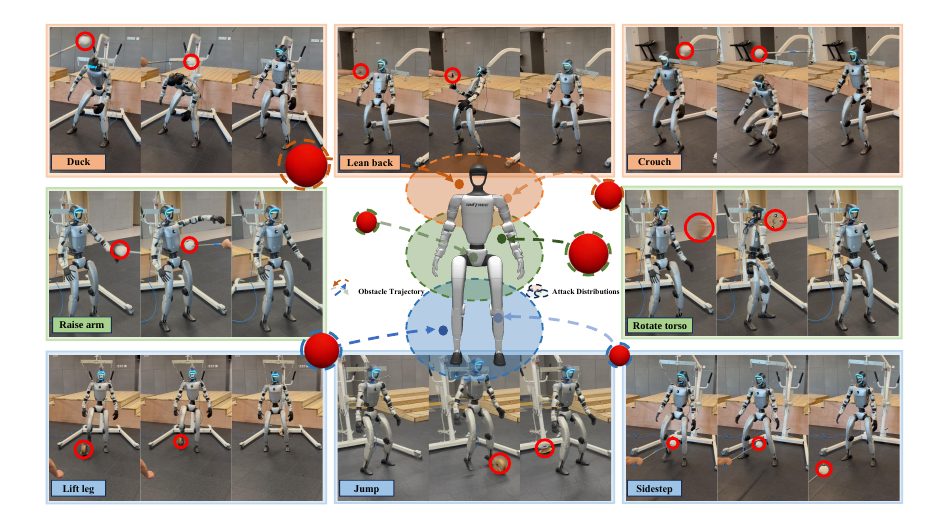 Duck
Lean back
Crouch
Raise arm
Obstacle Trajectory
Attack Distributions
Rotate torso
Lift leg
Jump
Sidestep